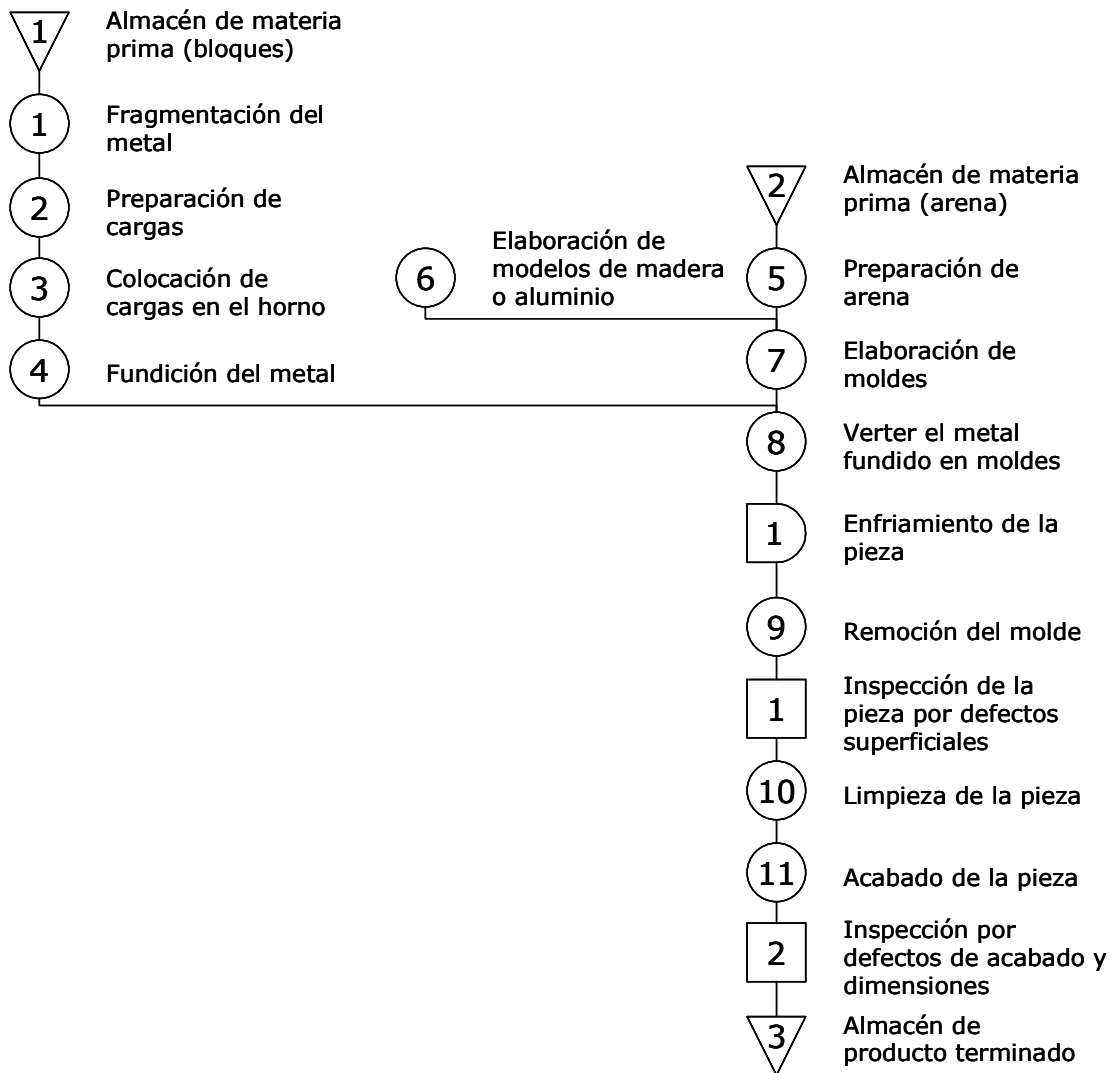 1
Almacén de materia
prima (bloques)
1
Fragmentación del
metal
2
Preparación de
cargas
3
Colocación de
cargas en el horno
4
Fundición del metal
6
Elaboración de
modelos de madera
o aluminio
2
Almacén de materia
prima (arena)
5
Preparación de
arena
7
Elaboración de
moldes
8
Verter el metal
fundido en moldes
1
Enfriamiento de la
pieza
9
Remoción del molde
1
Inspección de la
pieza por defectos
superficiales
10
Limpieza de la pieza
11
Acabado de la pieza
2
Inspección por
defectos de acabado y
dimensiones
3
Almacén de
producto terminado